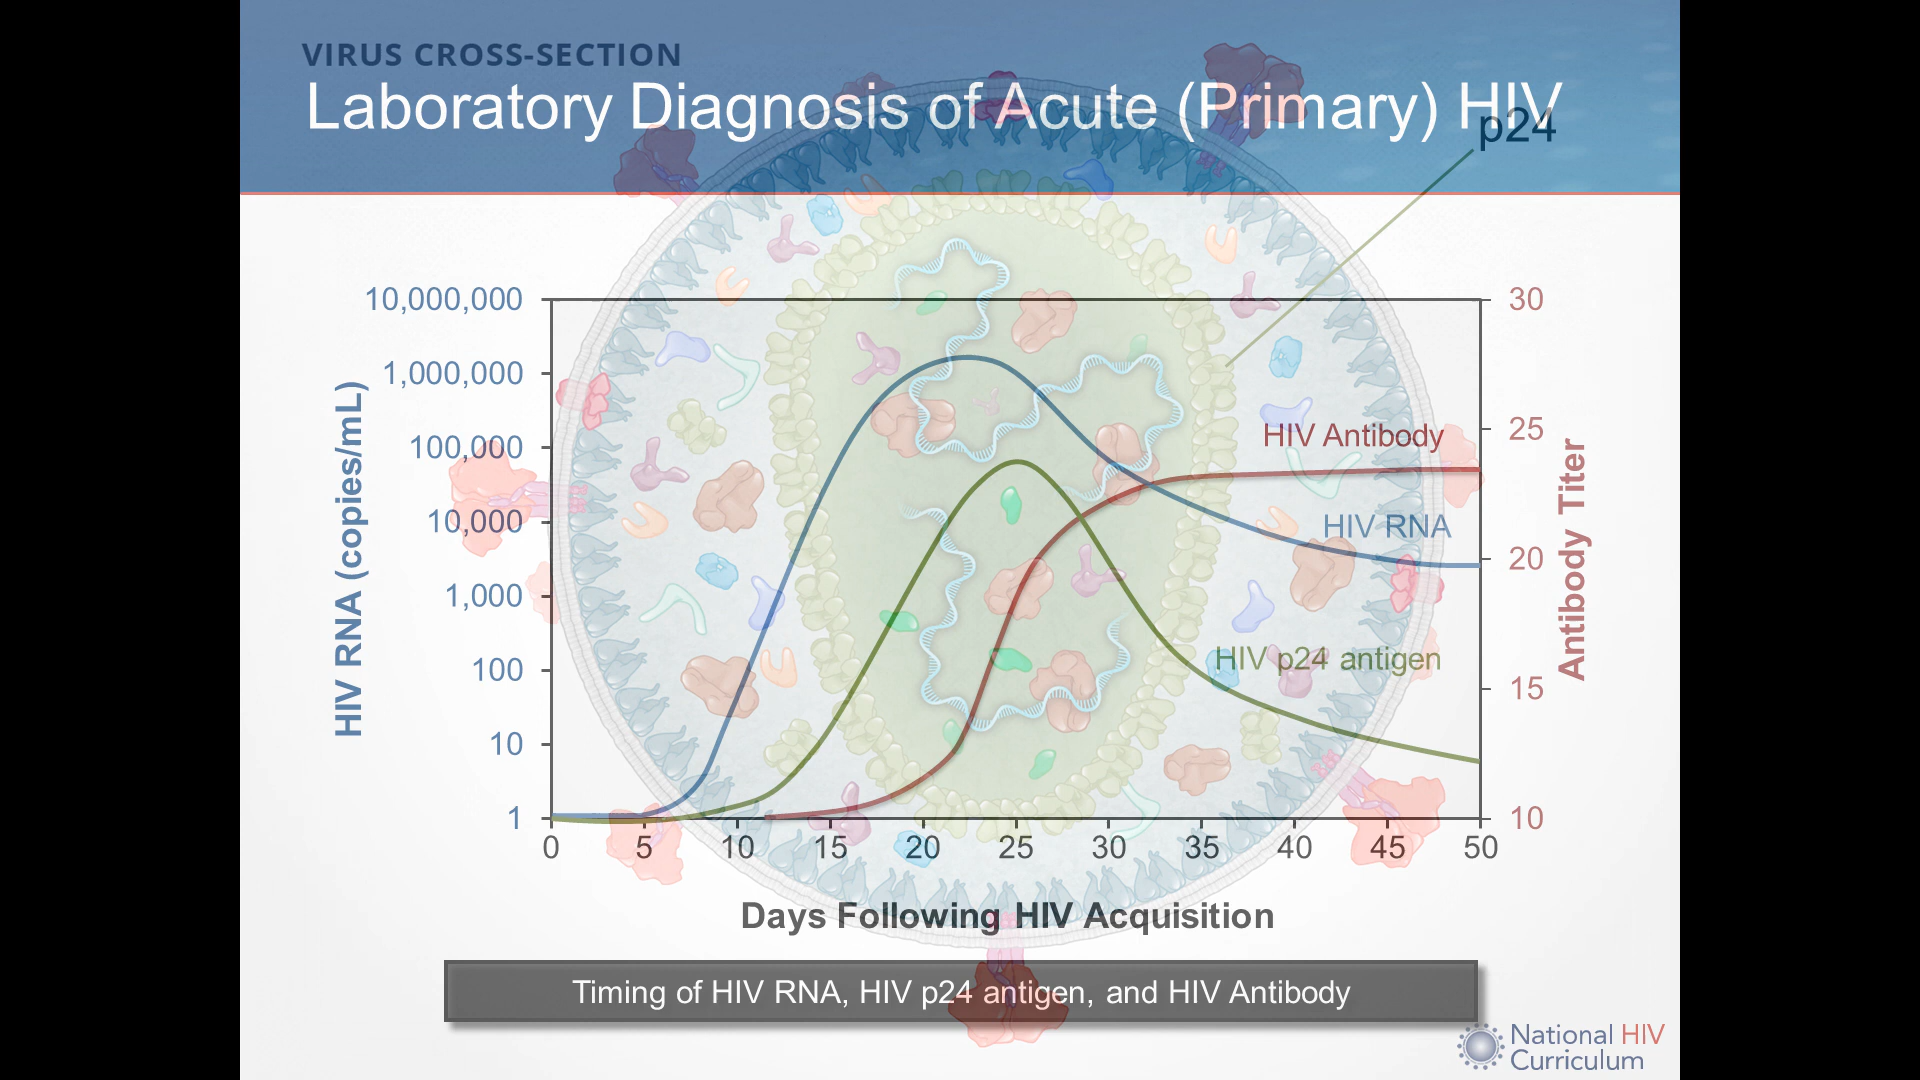 VIRUS CROSS-SECTION
Laboratory Diagnosis of Acute (Primary) HIV
p24
HIV RNA (copies/mL)
10,000,000
1,000,000
100,000
10,000
1,000
100
10
1
30
25
20
15
10
Antibody Titer
HIV Antibody
HIV RNA
HIV p24 antigen
0 5 10 15 20 25 30 35 40 45 50
Days Following HIV Acquisition
Timing of HIV RNA, HIV p24 antigen, and HIV Antibody
National HIV
Curriculum